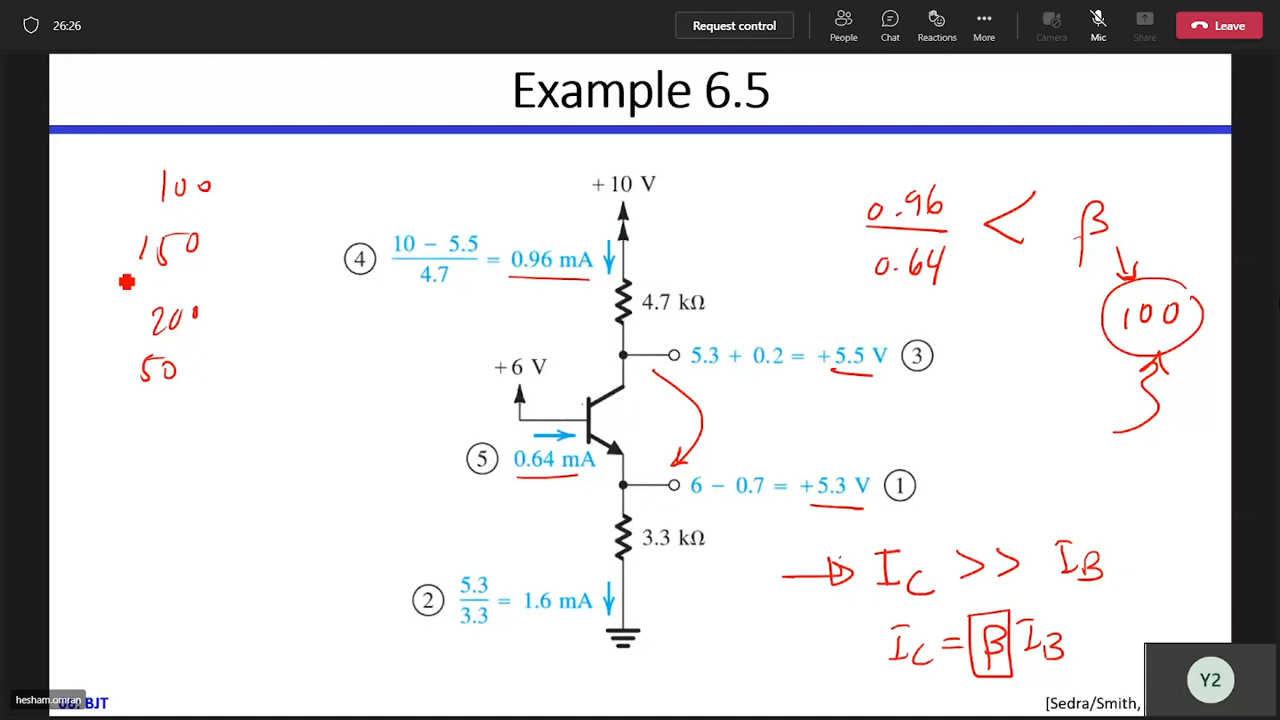 26:26
Request control
People
Chat
Reactions
More
Camera
Mic
Share
Leave
Example 6.5
100
150
200
50
+10 V
④ 10 − 5.5 / 4.7 = 0.96 mA
4.7 kΩ
5.3 + 0.2 = +5.5 V ③
+6 V
⑤ 0.64 mA
6 − 0.7 = +5.3 V ①
3.3 kΩ
② 5.3 / 3.3 = 1.6 mA
0.96 / 0.64 < β
100
I_C >> I_B
I_C = β I_B
hesham.omran
BJT
[Sedra/Smith,
Y2